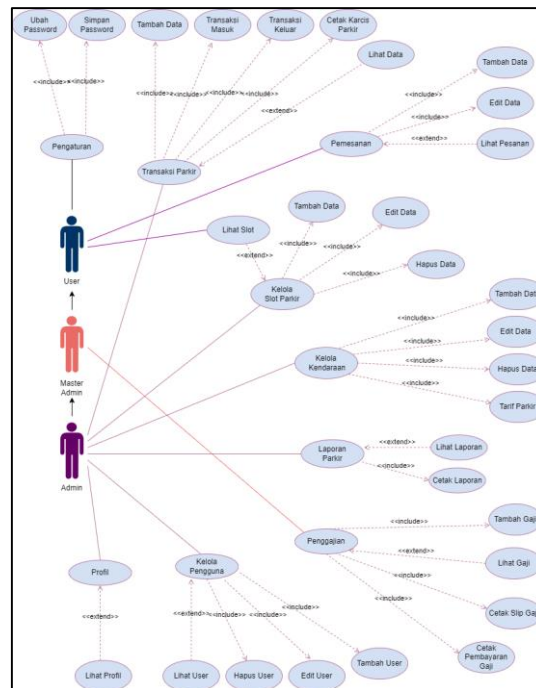 Ubah
Password
Simpan
Password
Tambah Data
Transaksi
Masuk
Transaksi
Keluar
Cetak Karcis
Parkir
Lihat Data
<<include>>
<<include>>
<<include>>
<<include>>
<<include>>
<<include>>
<<extend>>
Pengaturan
Transaksi Parkir
Tambah Data
Edit Data
Lihat Pesanan
<<include>>
<<include>>
<<extend>>
Pemesanan
User
Lihat Slot
<<extend>>
Kelola
Slot Parkir
Tambah Data
Edit Data
Hapus Data
<<include>>
<<include>>
<<include>>
Master
Admin
Kelola
Kendaraan
Tambah Data
Edit Data
Hapus Data
Tarif Parkir
<<include>>
<<include>>
<<include>>
<<include>>
Admin
Laporan
Parkir
<<extend>>
<<include>>
Lihat Laporan
Cetak Laporan
Penggajian
Tambah Gaji
Lihat Gaji
Cetak Slip Gaji
Cetak
Pembayaran
Gaji
<<include>>
<<extend>>
<<include>>
<<include>>
Profil
<<extend>>
Lihat Profil
Kelola
Pengguna
<<extend>>
<<include>>
<<include>>
<<include>>
Lihat User
Hapus User
Edit User
Tambah User